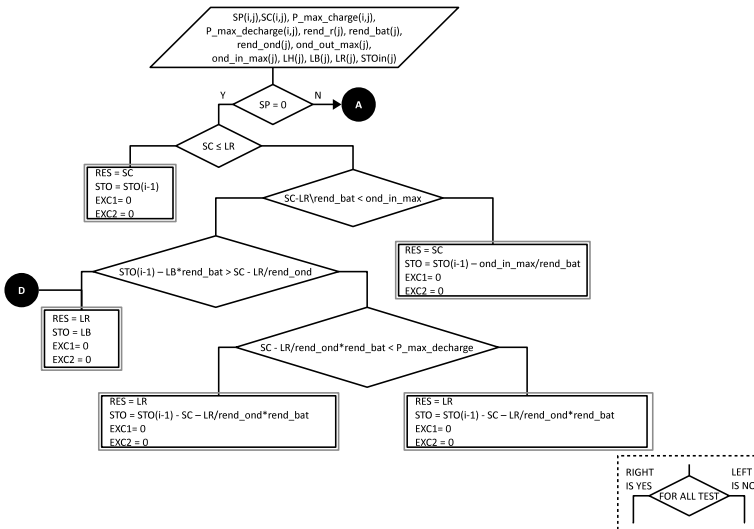 SP(i,j),SC(i,j), P_max_charge(i,j),
P_max_decharge(i,j), rend_r(j), rend_bat(j),
rend_ond(j), ond_out_max(j),
ond_in_max(j), LH(j), LB(j), LR(j), STOin(j)
Y
SP = 0
N
A
SC ≤ LR
RES = SC
STO = STO(i-1)
EXC1= 0
EXC2 = 0
SC-LR\rend_bat < ond_in_max
STO(i-1) – LB*rend_bat > SC - LR/rend_ond
RES = SC
STO = STO(i-1) – ond_in_max/rend_bat
EXC1= 0
EXC2 = 0
D
RES = LR
STO = LB
EXC1= 0
EXC2 = 0
SC - LR/rend_ond*rend_bat < P_max_decharge
RES = LR
STO = STO(i-1) - SC – LR/rend_ond*rend_bat
EXC1= 0
EXC2 = 0
RES = LR
STO = STO(i-1) - SC – LR/rend_ond*rend_bat
EXC1= 0
EXC2 = 0
RIGHT
IS YES
FOR ALL TEST
LEFT
IS NO